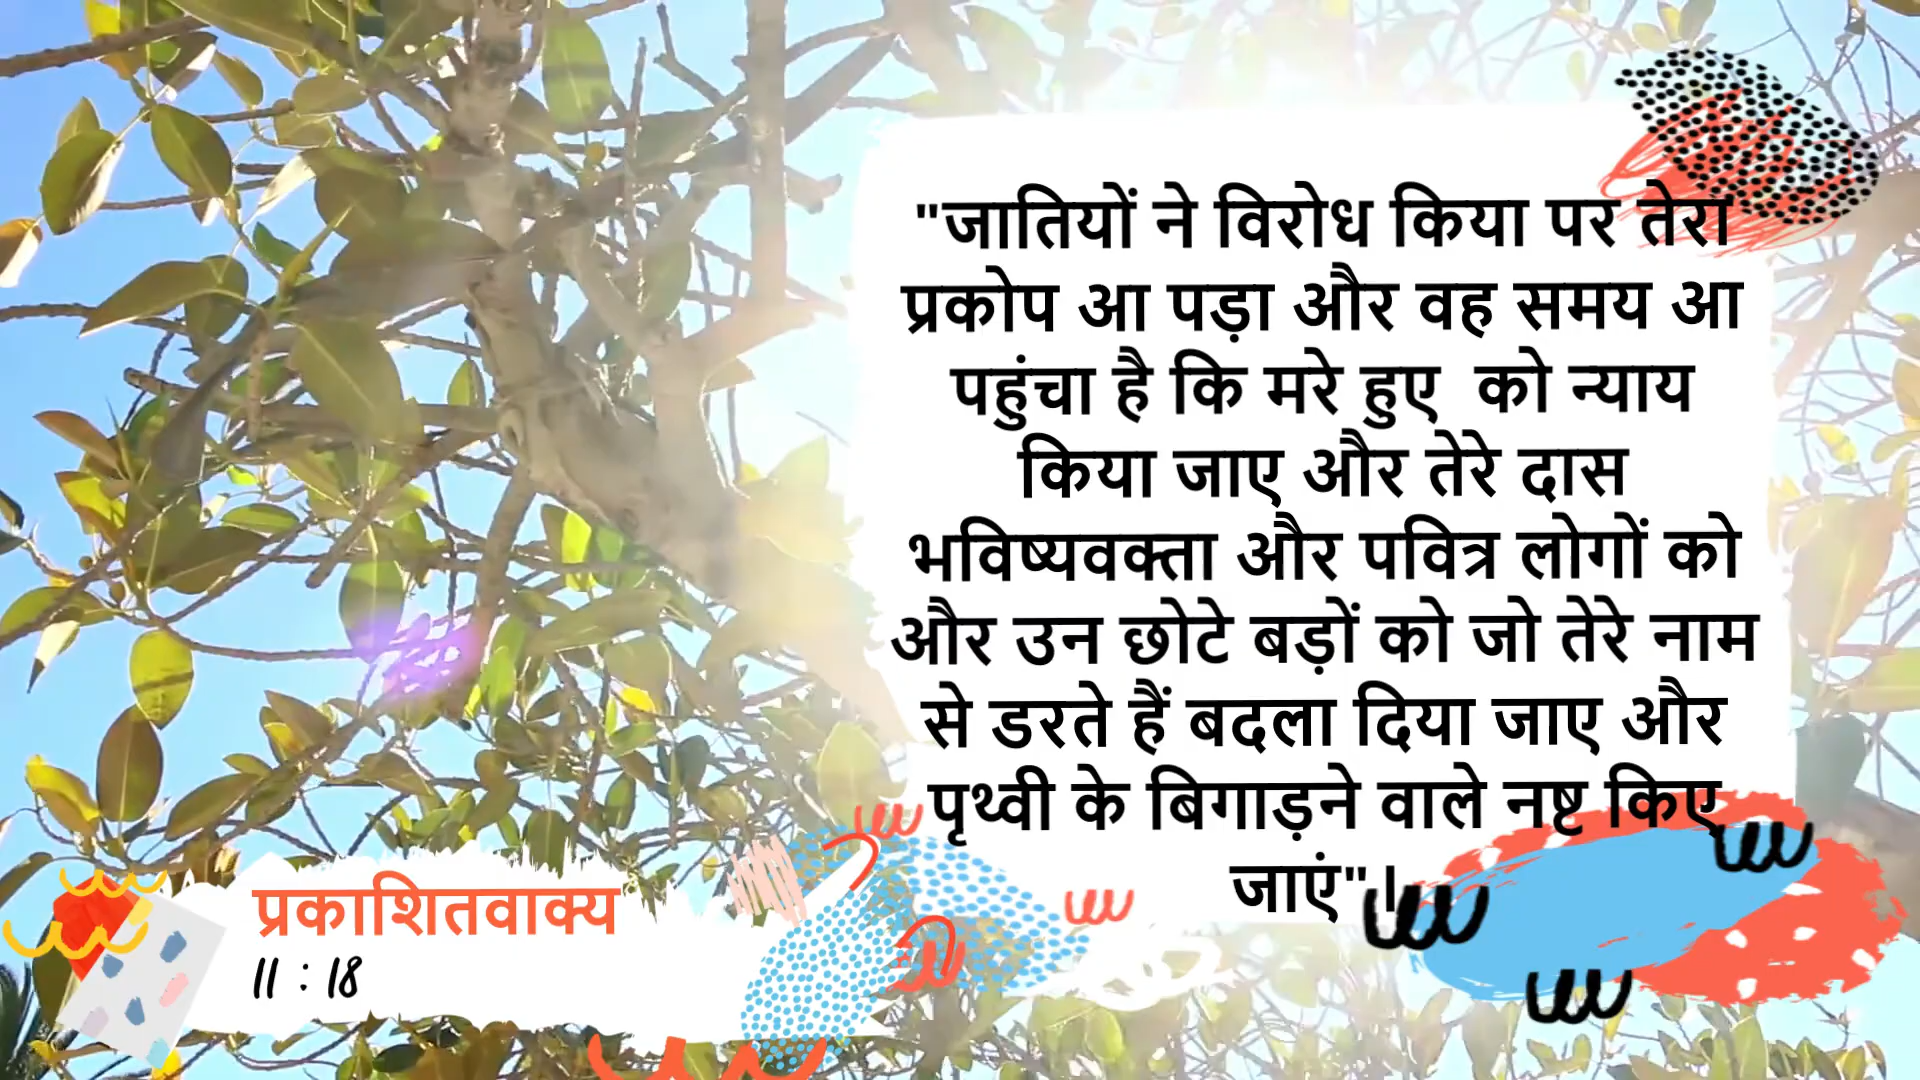 "जातियों ने विरोध किया पर तेरा
प्रकोप आ पड़ा और वह समय आ
पहुंचा है कि मरे हुए  को न्याय
किया जाए और तेरे दास
भविष्यवक्ता और पवित्र लोगों को
और उन छोटे बड़ों को जो तेरे नाम
से डरते हैं बदला दिया जाए और
पृथ्वी के बिगाड़ने वाले नष्ट किए
जाएं"।
प्रकाशितवाक्य
11 : 18